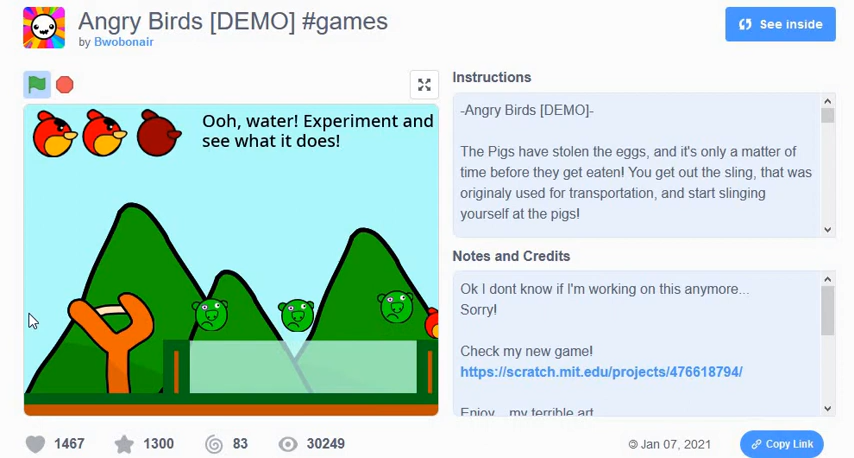 Angry Birds [DEMO] #games
by Bwobonair
See inside
Ooh, water! Experiment and
see what it does!
Instructions
-Angry Birds [DEMO]-
The Pigs have stolen the eggs, and it's only a matter of
time before they get eaten! You get out the sling, that was
originaly used for transportation, and start slinging
yourself at the pigs!
Notes and Credits
Ok I dont know if I'm working on this anymore...
Sorry!
Check my new game!
https://scratch.mit.edu/projects/476618794/
Enjoy... my terrible art
1467
1300
83
30249
© Jan 07, 2021
Copy Link